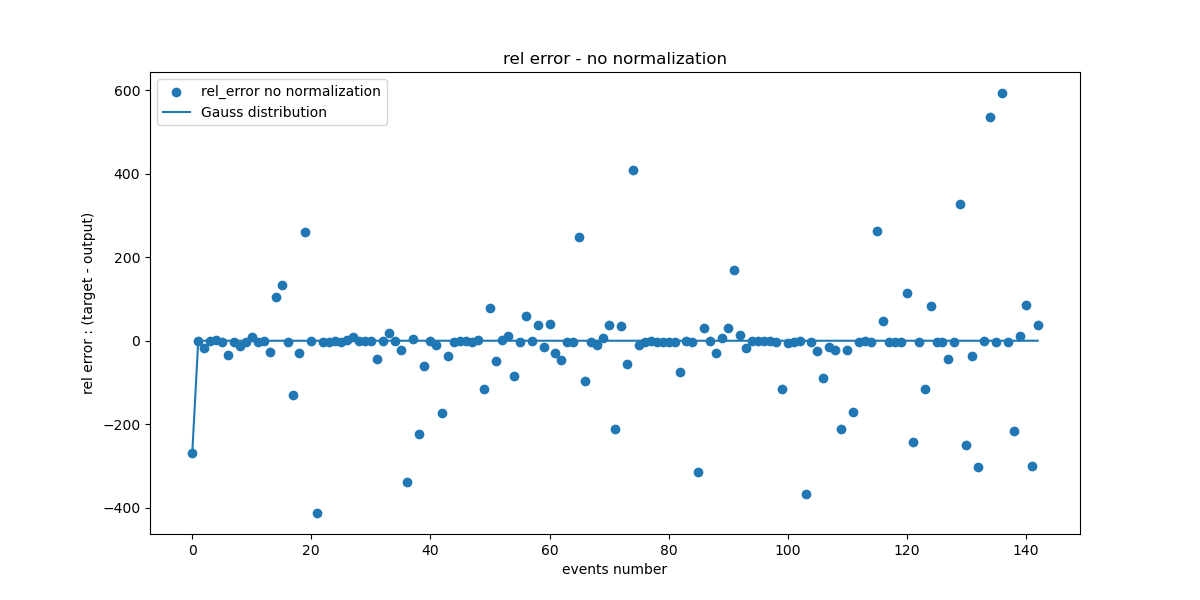 rel error - no normalization
rel_error no normalization
Gauss distribution
rel error : (target - output)
600
400
200
0
−200
−400
0 20 40 60 80 100 120 140
events number